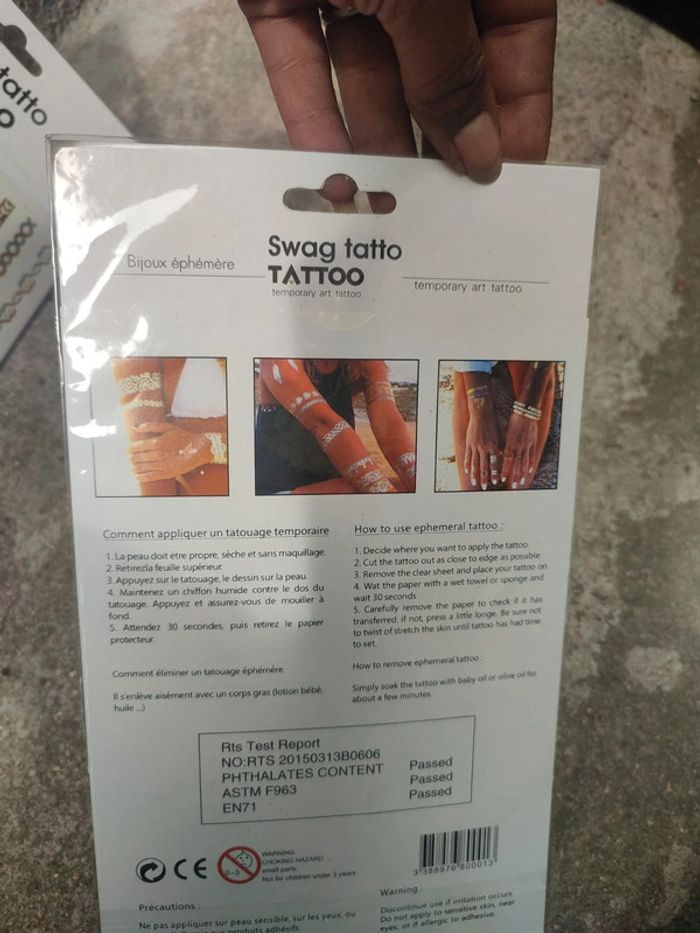 tatto
O
Bijoux éphémère
Swag tatto
TATTOO
temporary art tattoo
temporary art tattoo
Comment appliquer un tatouage temporaire
1. La peau doit etre propre, sèche et sans maquillage.
2. Retirezla feuille supérieur.
3. Appuyez sur le tatouage, le dessin sur la peau.
4. Maintenez un chiffon humide contre le dos du
tatouage. Appuyez et assurez-vous de mouiller à
fond.
5. Attendez 30 secondes, puis retirez le papier
protecteur.
Comment éliminer un tatouage éphémère.
Il s'enlève aisément avec un corps gras (lotion bébé,
huile ...)
How to use ephemeral tattoo :
1. Decide where you want to apply the tattoo
2. Cut the tattoo out as close to edge as possible
3. Remove the clear sheet and place your tattoo on
4. Wat the paper with a wet towel or sponge and
wait 30 seconds
5. Carefully remove the paper to check if it has
transferred, if not, press a little longe. Be sure not
to twist of stretch the skin until tattoo has had time
to set.
How to remove ephemeral tattoo :
Simply soak the tattoo with baby oil or olive oil for
about a few minutes.
Rts Test Report
NO:RTS 20150313B0606 Passed
PHTHALATES CONTENT Passed
ASTM F963 Passed
EN71
CE
0-3
WARNING:
CHOKING HAZARD
small parts
Not for children under 3 years
3 388976 800013
Précautions :
Ne pas appliquer sur peau sensible, sur les yeux, ou
produits adhésifs.
Warning :
Discontinue use if irritation occurs.
Do not apply to sensitive skin, near
eyes, or if allergic to adhesive.